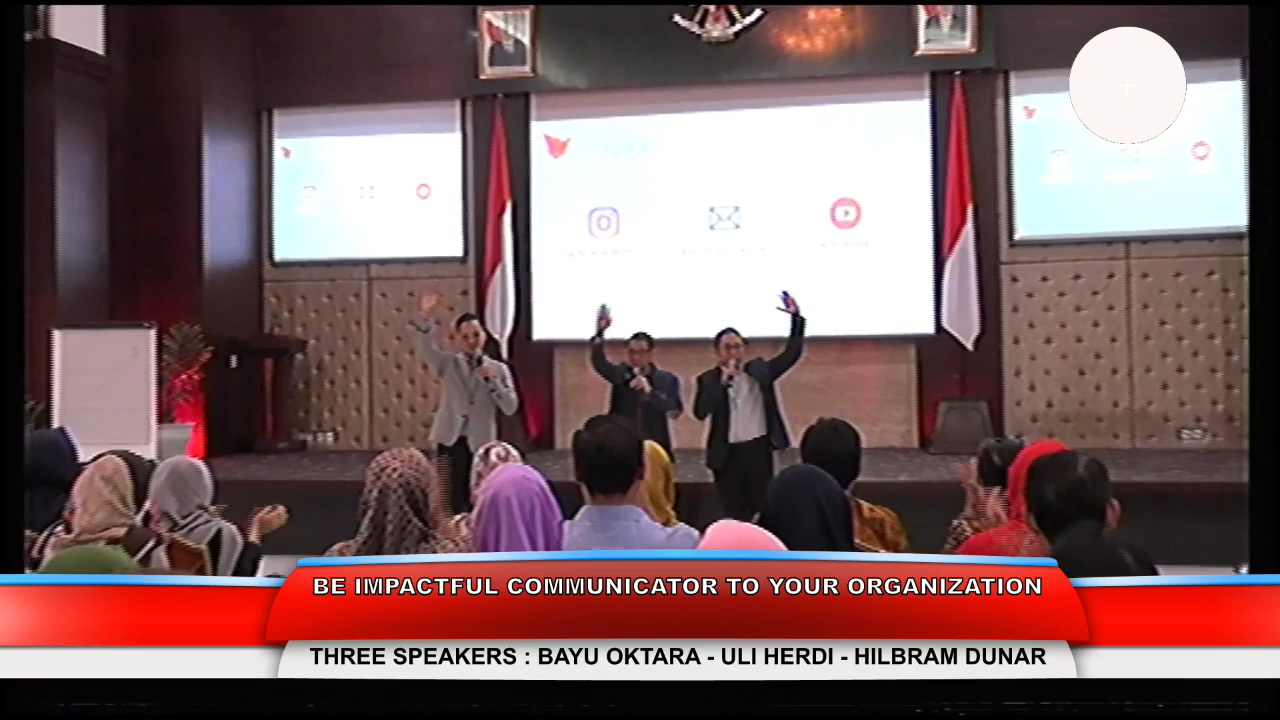 BE IMPACTFUL COMMUNICATOR TO YOUR ORGANIZATION
THREE SPEAKERS : BAYU OKTARA - ULI HERDI - HILBRAM DUNAR